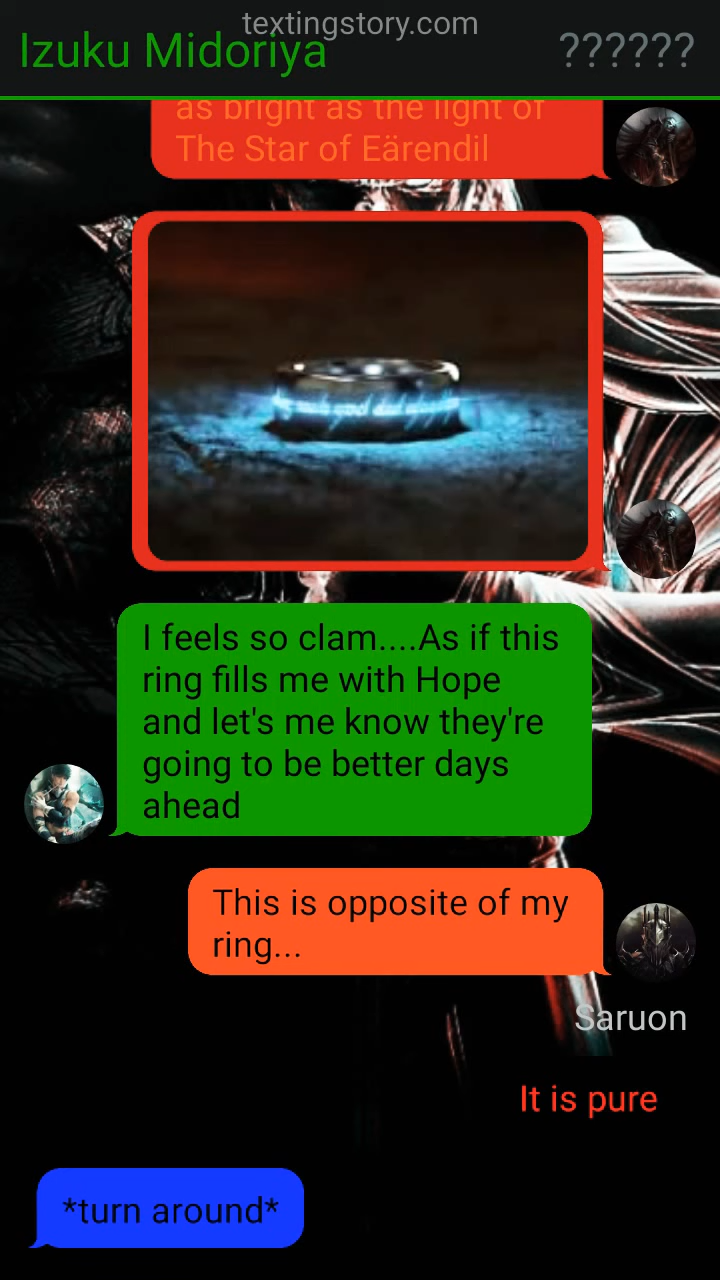 textingstory.com
Izuku Midoriya
??????
as bright as the light of
The Star of Eärendil
I feels so clam....As if this
ring fills me with Hope
and let's me know they're
going to be better days
ahead
This is opposite of my
ring...
Saruon
It is pure
*turn around*